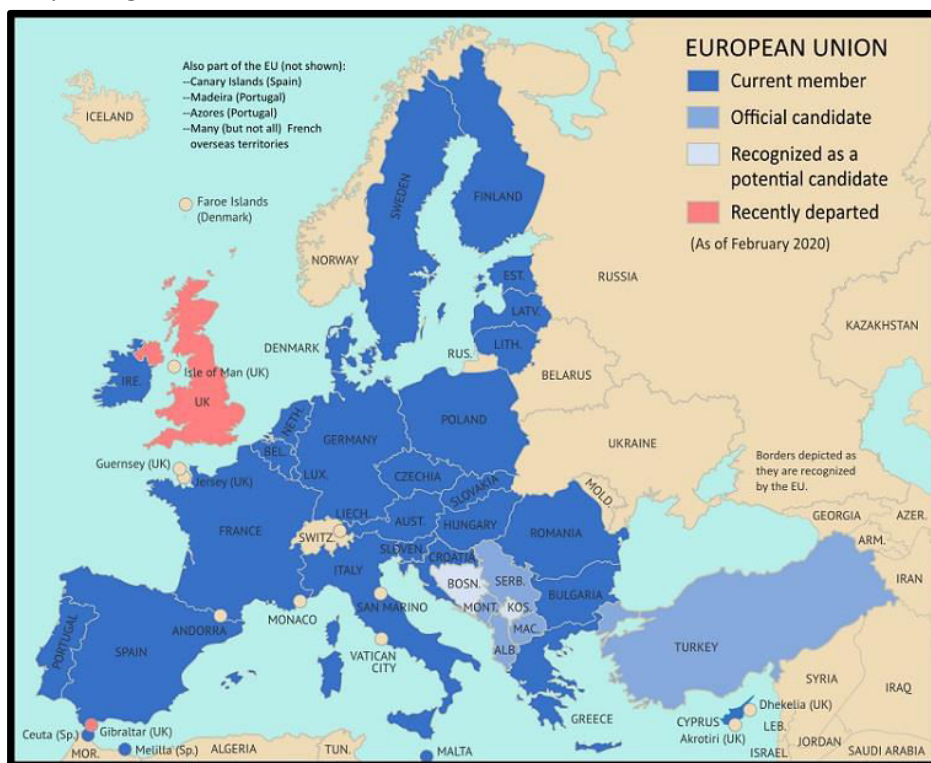 EUROPEAN UNION
Current member
Official candidate
Recognized as a
potential candidate
Recently departed
(As of February 2020)
Also part of the EU (not shown):
--Canary Islands (Spain)
--Madeira (Portugal)
--Azores (Portugal)
--Many (but not all) French
overseas territories
ICELAND
Faroe Islands
(Denmark)
SWEDEN
FINLAND
NORWAY
RUSSIA
EST.
LATV.
LITH.
RUS.
KAZAKHSTAN
DENMARK
BELARUS
IRE.
Isle of Man (UK)
UK
NETH.
BEL.
LUX.
GERMANY
POLAND
UKRAINE
Borders depicted as
they are recognized
by the EU.
Guernsey (UK)
Jersey (UK)
CZECHIA
SLOVAKIA
MOLD.
LIECH.
AUST.
HUNGARY
ROMANIA
FRANCE
SWITZ.
SLOVEN.
CROATIA
GEORGIA
AZER.
ARM.
IRAN
ITALY
BOSN.
SERB.
BULGARIA
SAN MARINO
MONT.
KOS.
MAC.
ALB.
MONACO
ANDORRA
VATICAN
CITY
PORTUGAL
SPAIN
TURKEY
SYRIA
IRAQ
GREECE
CYPRUS
Dhekelia (UK)
Akrotiri (UK)
LEB.
ISRAEL
JORDAN
SAUDI ARABIA
Ceuta (Sp.)
Gibraltar (UK)
Melilla (Sp.)
MOR.
ALGERIA
TUN.
MALTA